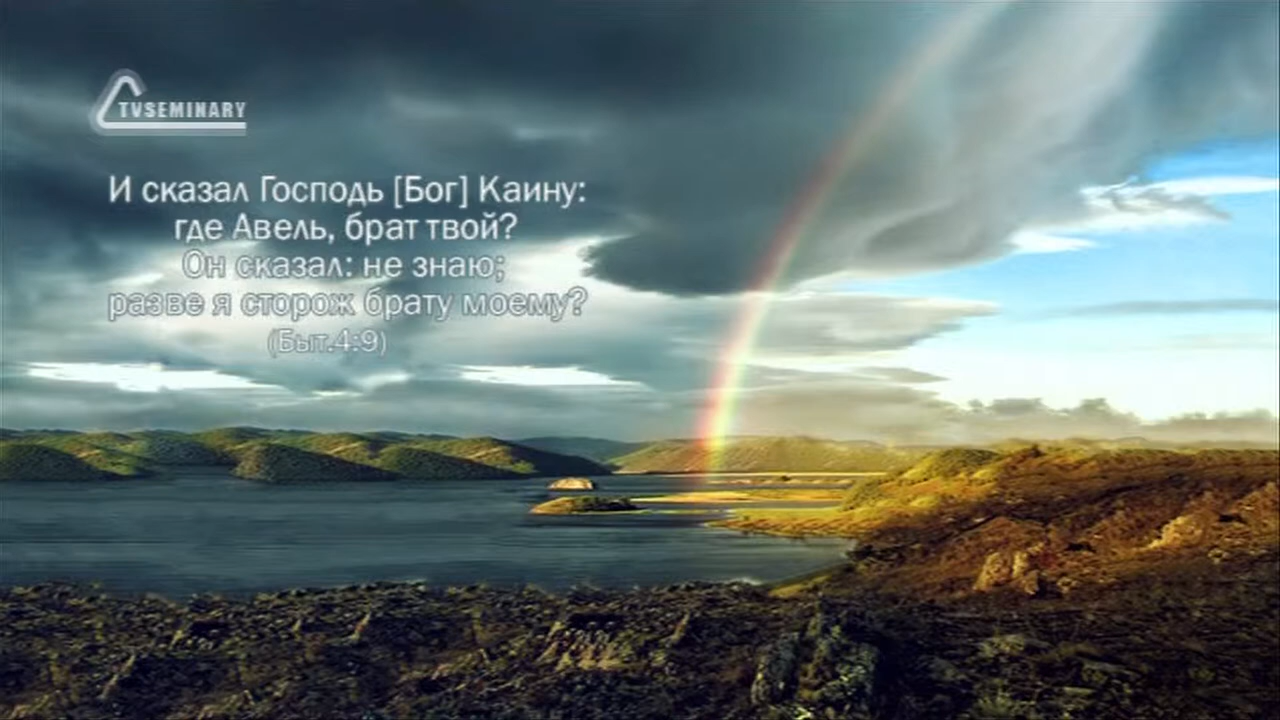 TVSEMINARY
И сказал Господь [Бог] Каину:
где Авель, брат твой?
Он сказал: не знаю;
разве я сторож брату моему?
(Быт.4:9)